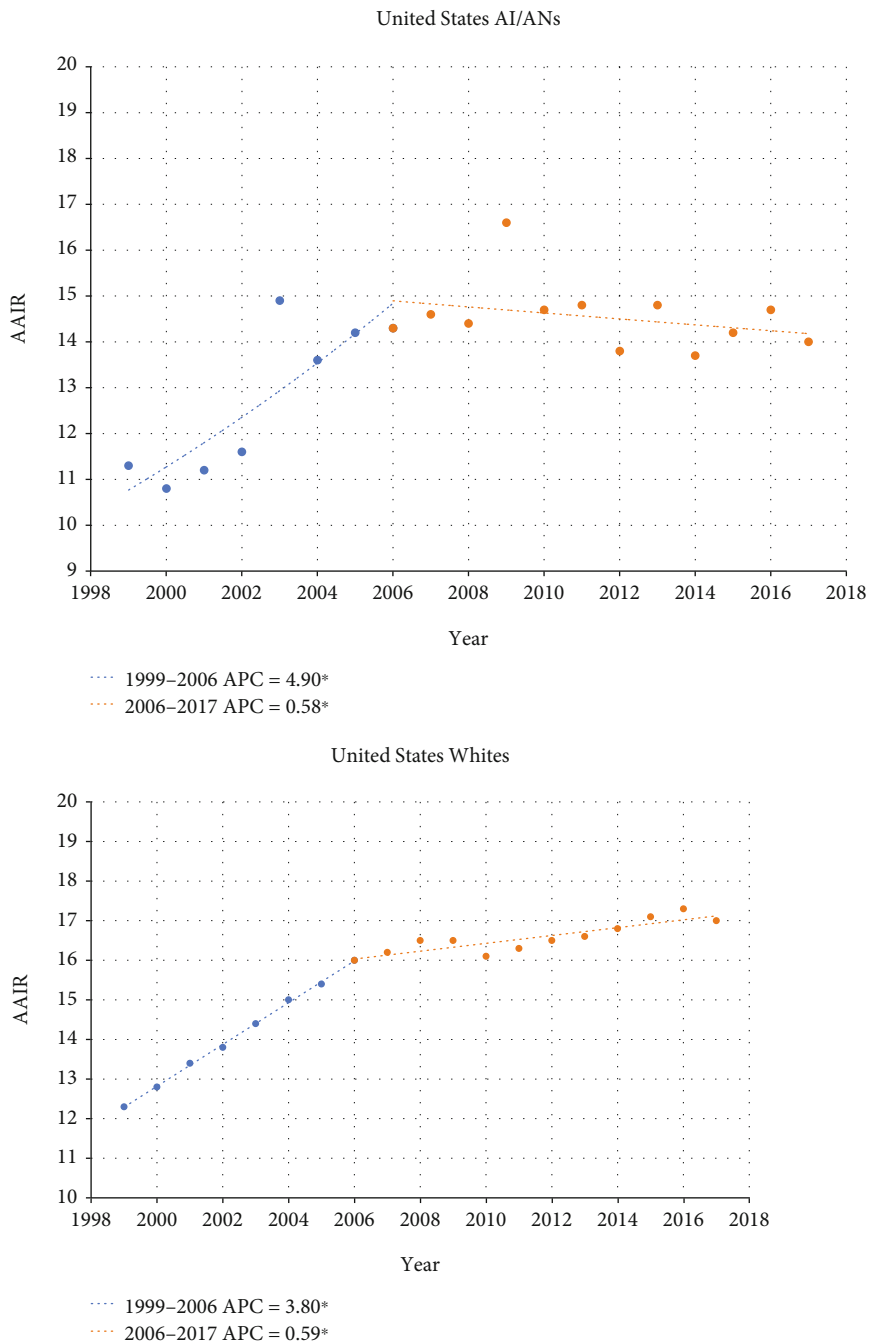 United States AI/ANs
20
19
18
17
16
15
14
13
12
11
10
9
AAIR
1998 2000 2002 2004 2006 2008 2010 2012 2014 2016 2018
Year
1999–2006 APC = 4.90*
2006–2017 APC = 0.58*
United States Whites
20
19
18
17
16
15
14
13
12
11
10
AAIR
1998 2000 2002 2004 2006 2008 2010 2012 2014 2016 2018
Year
1999–2006 APC = 3.80*
2006–2017 APC = 0.59*